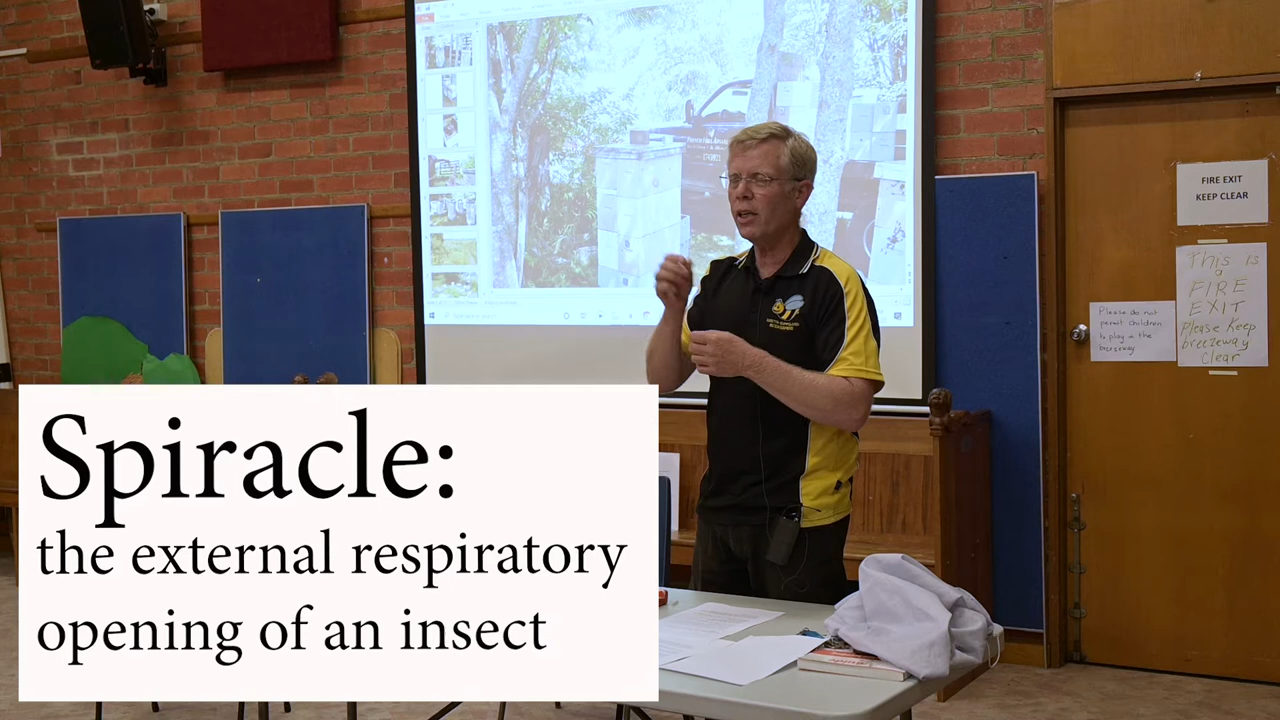 FIRE EXIT
KEEP CLEAR
This is
a
FIRE
EXIT
Please Keep
breezeway
Clear
Please do not
permit children
to play in the
breezeway
Spiracle:
the external respiratory
opening of an insect